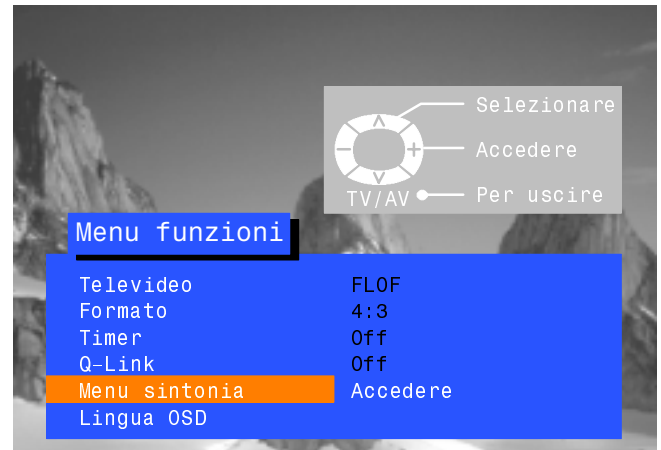 Selezionare
Accedere
TV/AV Per uscire
Menu funzioni
Televideo FLOF
Formato 4:3
Timer Off
Q-Link Off
Menu sintonia Accedere
Lingua OSD